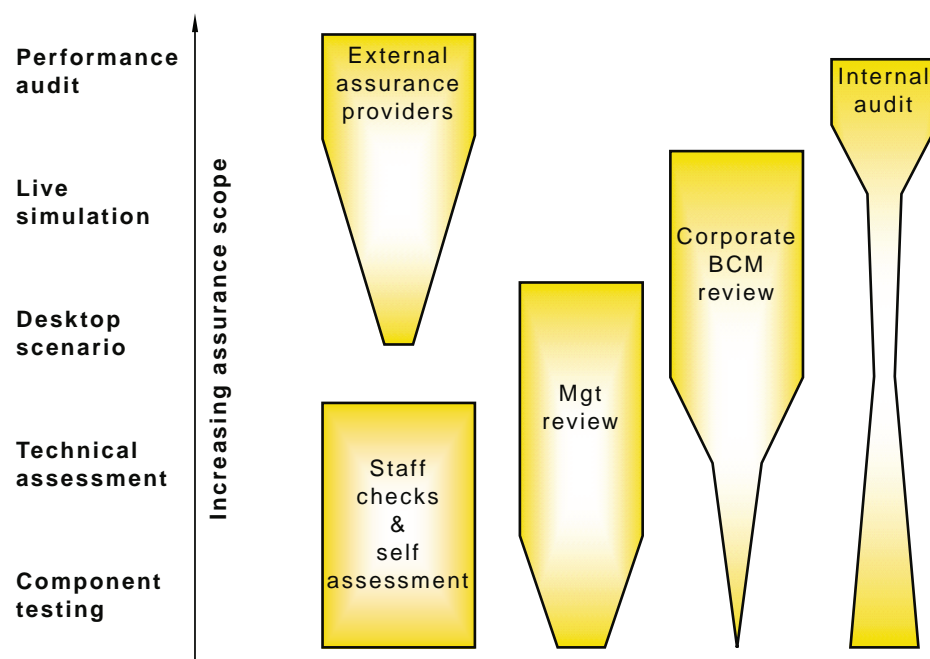 Performance
audit
Live
simulation
Desktop
scenario
Technical
assessment
Component
testing
Increasing assurance scope
External
assurance
providers
Staff
checks
&
self
assessment
Mgt
review
Corporate
BCM
review
Internal
audit